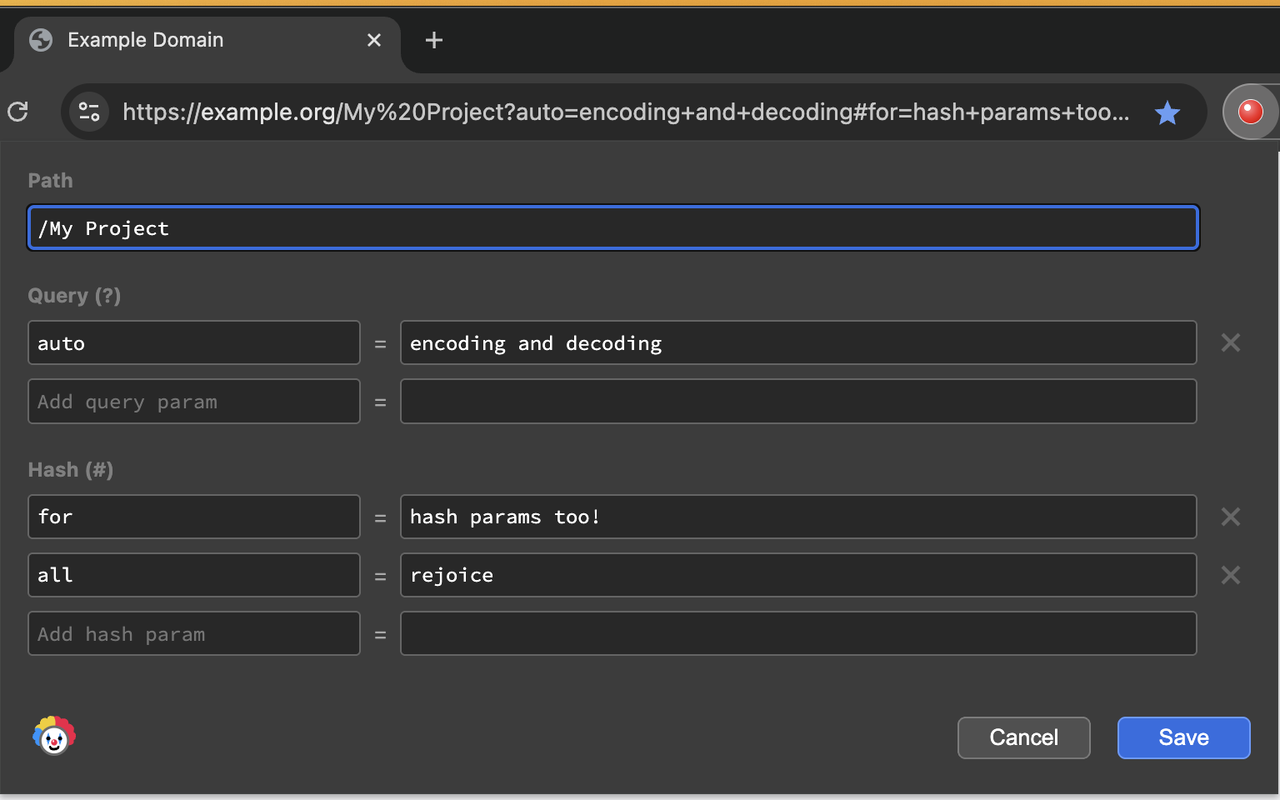 Example Domain
https://example.org/My%20Project?auto=encoding+and+decoding#for=hash+params+too...
Path
/My Project
Query (?)
auto = encoding and decoding
Add query param =
Hash (#)
for = hash params too!
all = rejoice
Add hash param =
Cancel Save